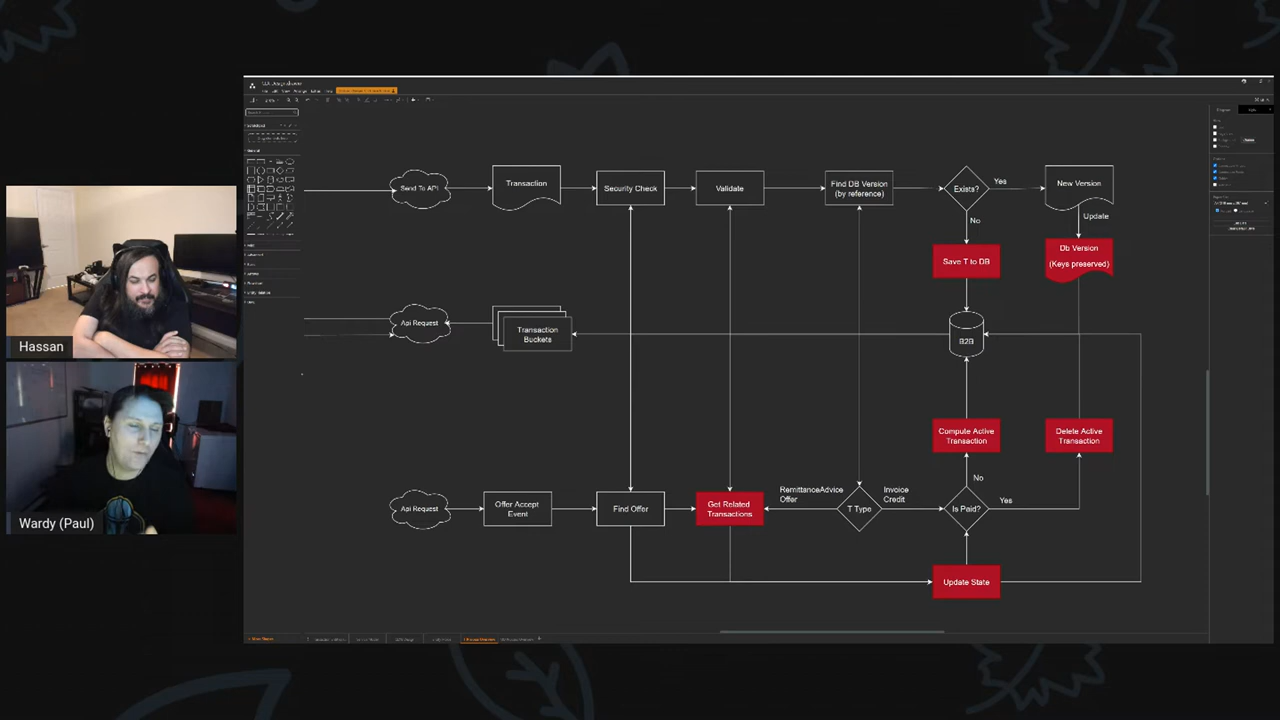 Send To API
Transaction
Security Check
Validate
Find DB Version
(by reference)
Exists?
Yes
New Version
No
Update
Save T to DB
Db Version
(Keys preserved)
Api Request
Transaction
Buckets
B2B
Hassan
Compute Active
Transaction
Delete Active
Transaction
No
RemittanceAdvice
Offer
Invoice
Credit
Yes
Api Request
Offer Accept
Event
Find Offer
Get Related
Transactions
T Type
Is Paid?
Wardy (Paul)
Update State